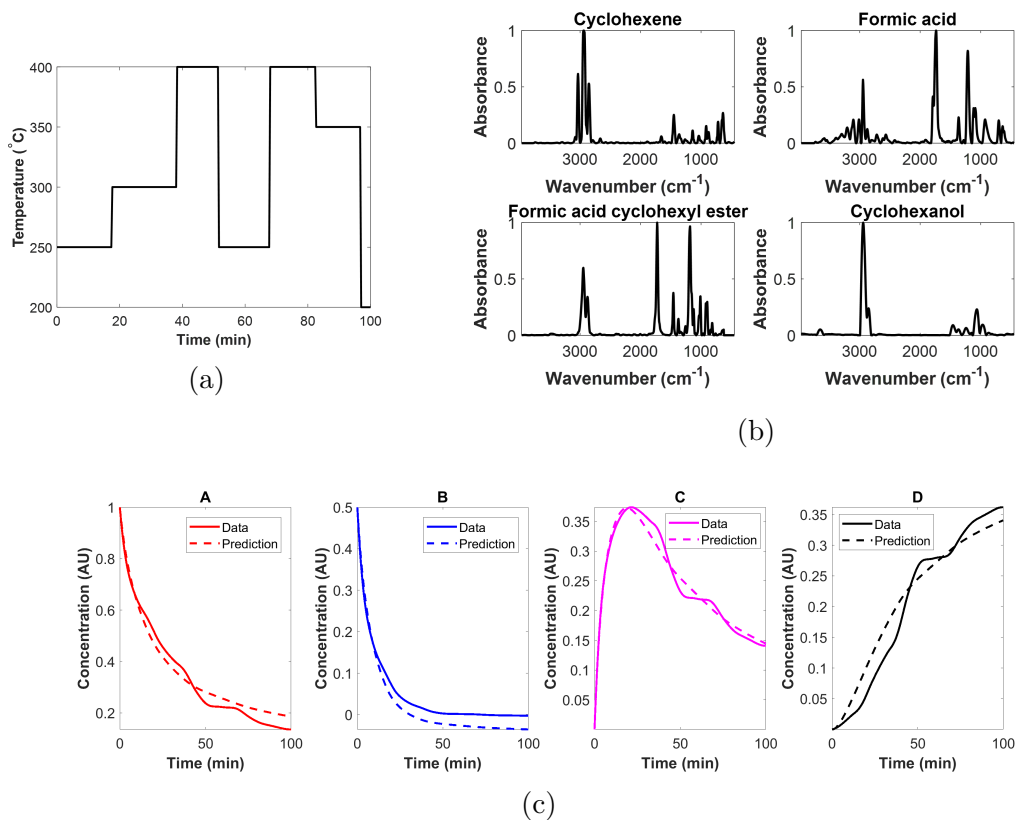 400
350
300
250
200
0 20 40 60 80 100
Temperature (°C)
Time (min)
(a)
Cyclohexene
1
0.5
0
3000 2000 1000
Absorbance
Wavenumber (cm-1)
Formic acid
1
0.5
0
3000 2000 1000
Absorbance
Wavenumber (cm-1)
Formic acid cyclohexyl ester
1
0.5
0
3000 2000 1000
Absorbance
Wavenumber (cm-1)
Cyclohexanol
1
0.5
0
3000 2000 1000
Absorbance
Wavenumber (cm-1)
(b)
A
1
0.8
0.6
0.4
0.2
0 50 100
Concentration (AU)
Time (min)
Data
Prediction
B
0.5
0.4
0.3
0.2
0.1
0
0 50 100
Concentration (AU)
Time (min)
Data
Prediction
C
0.35
0.3
0.25
0.2
0.15
0.1
0.05
0 50 100
Concentration (AU)
Time (min)
Data
Prediction
D
0.35
0.3
0.25
0.2
0.15
0.1
0.05
0 50 100
Concentration (AU)
Time (min)
Data
Prediction
(c)